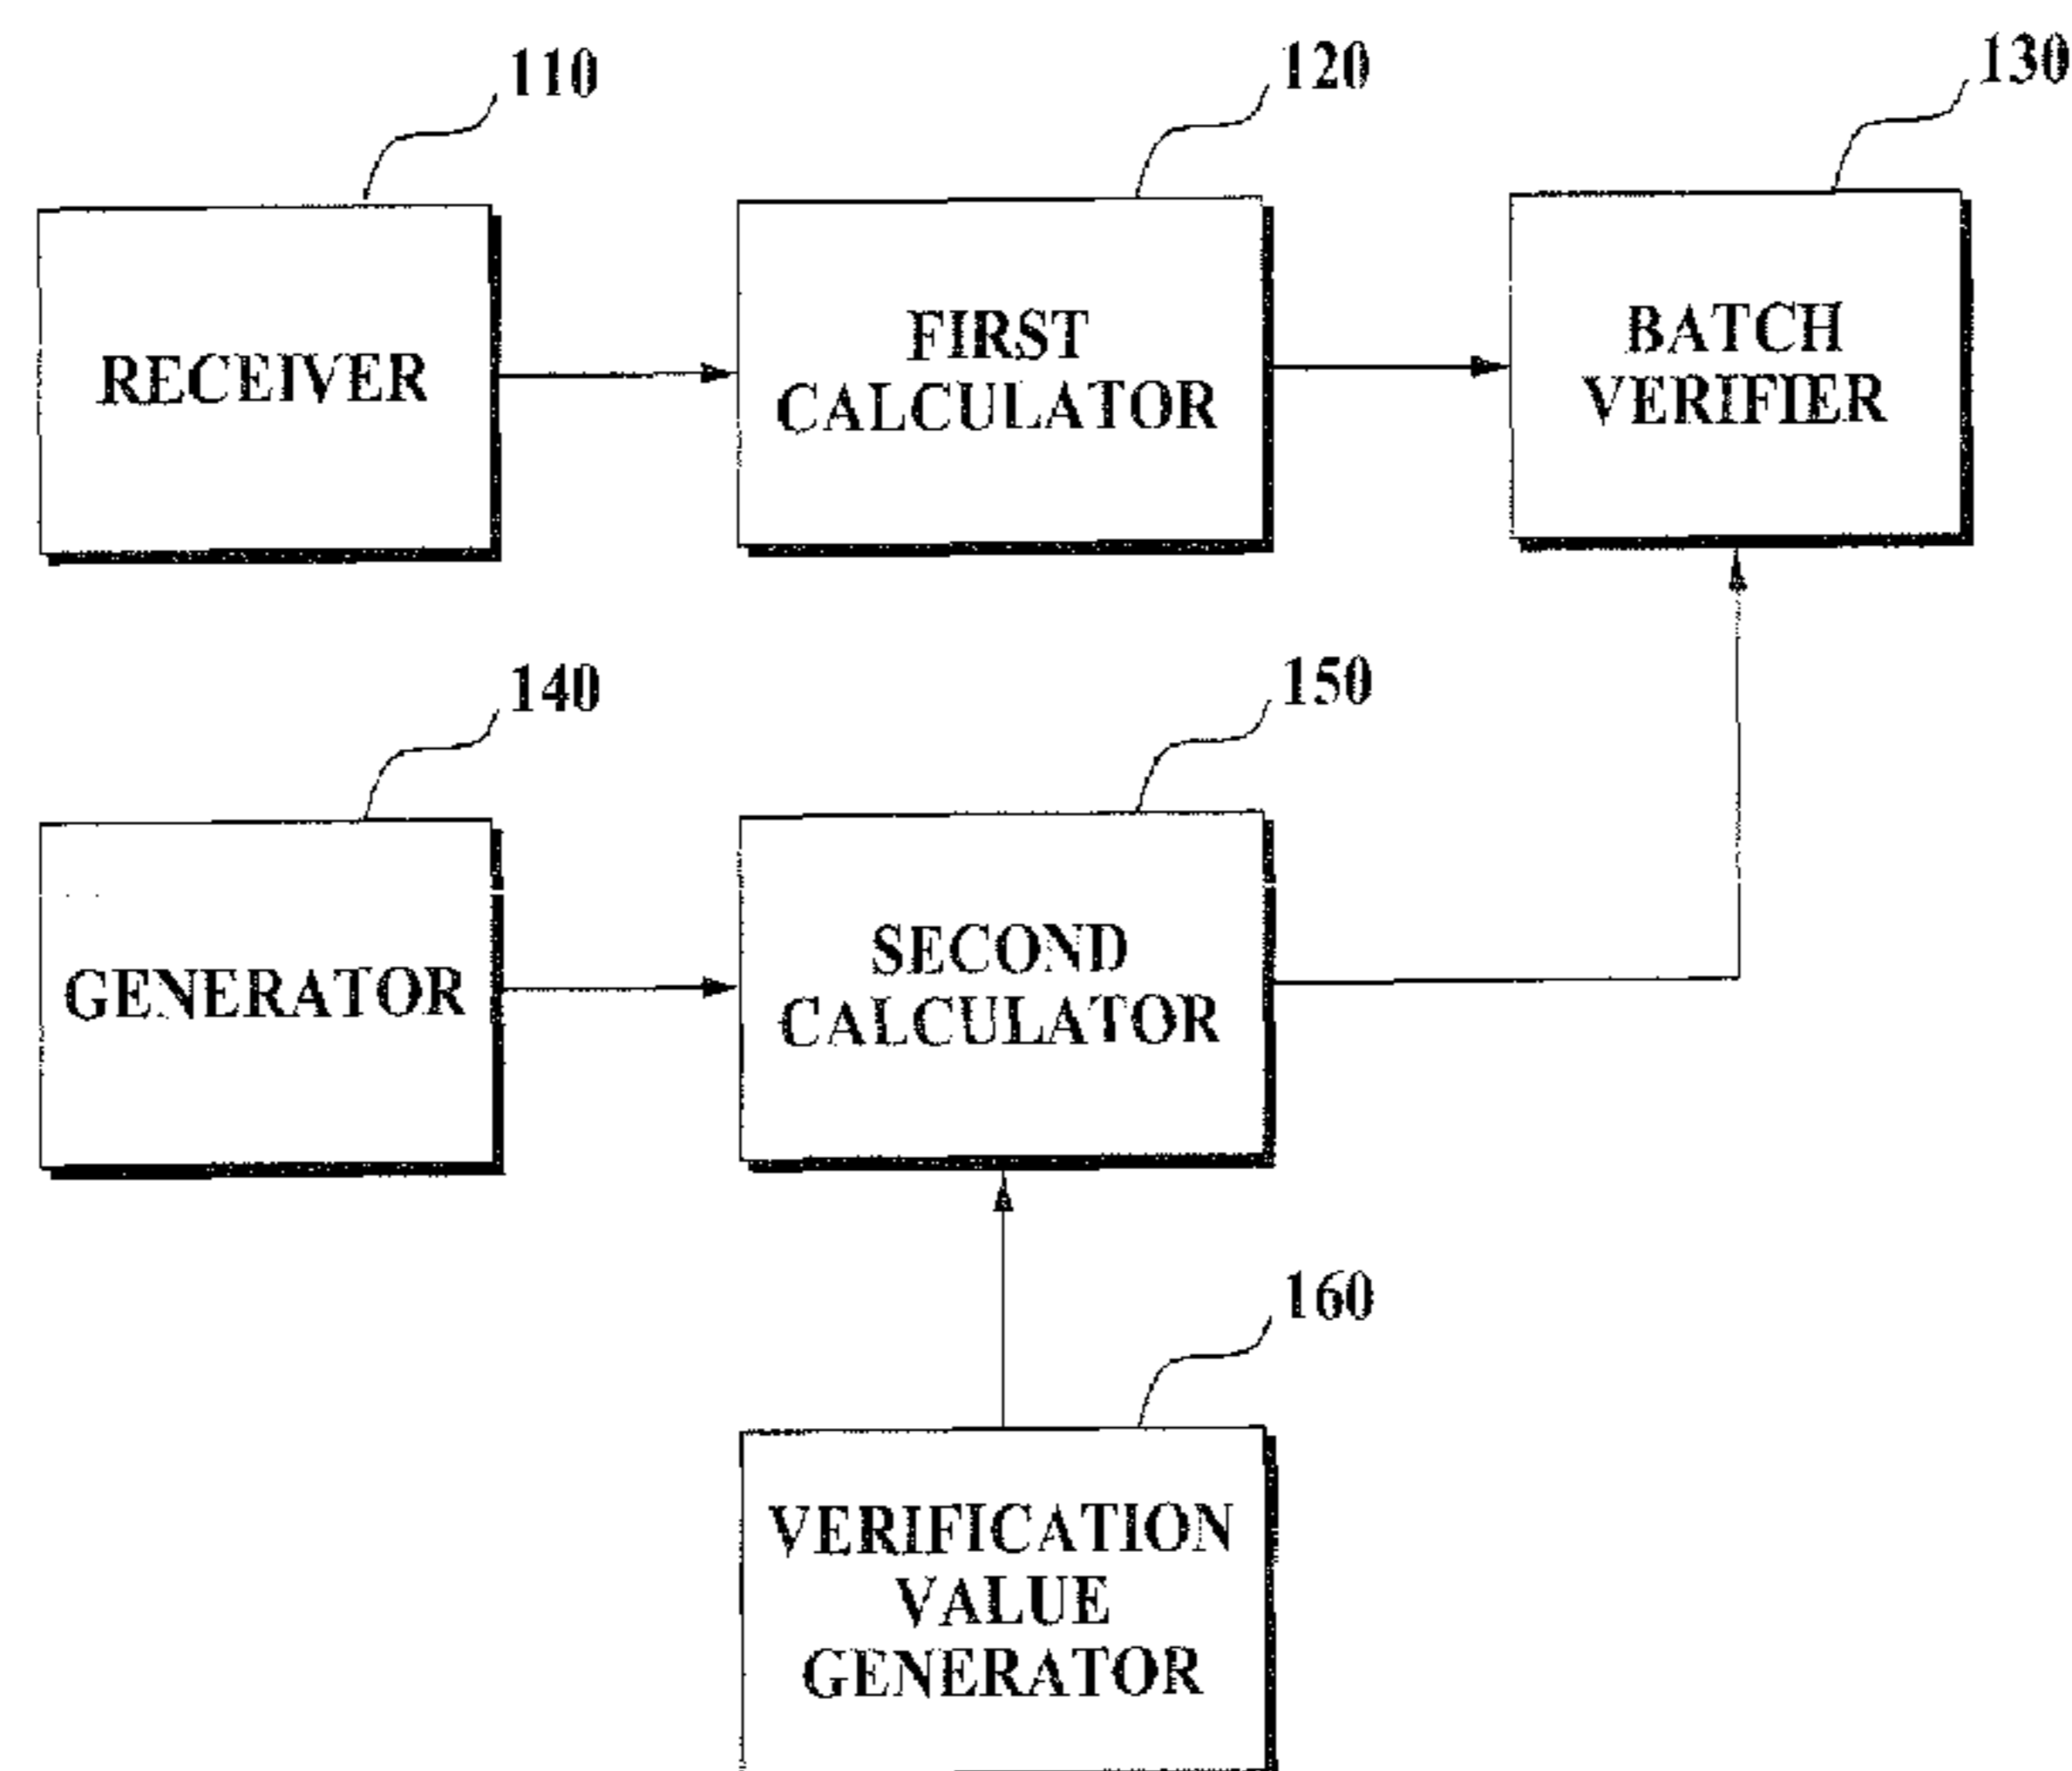 110
120
130
RECEIVER
FIRST
CALCULATOR
BATCH
VERIFIER
140
150
GENERATOR
SECOND
CALCULATOR
160
VERIFICATION
VALUE
GENERATOR